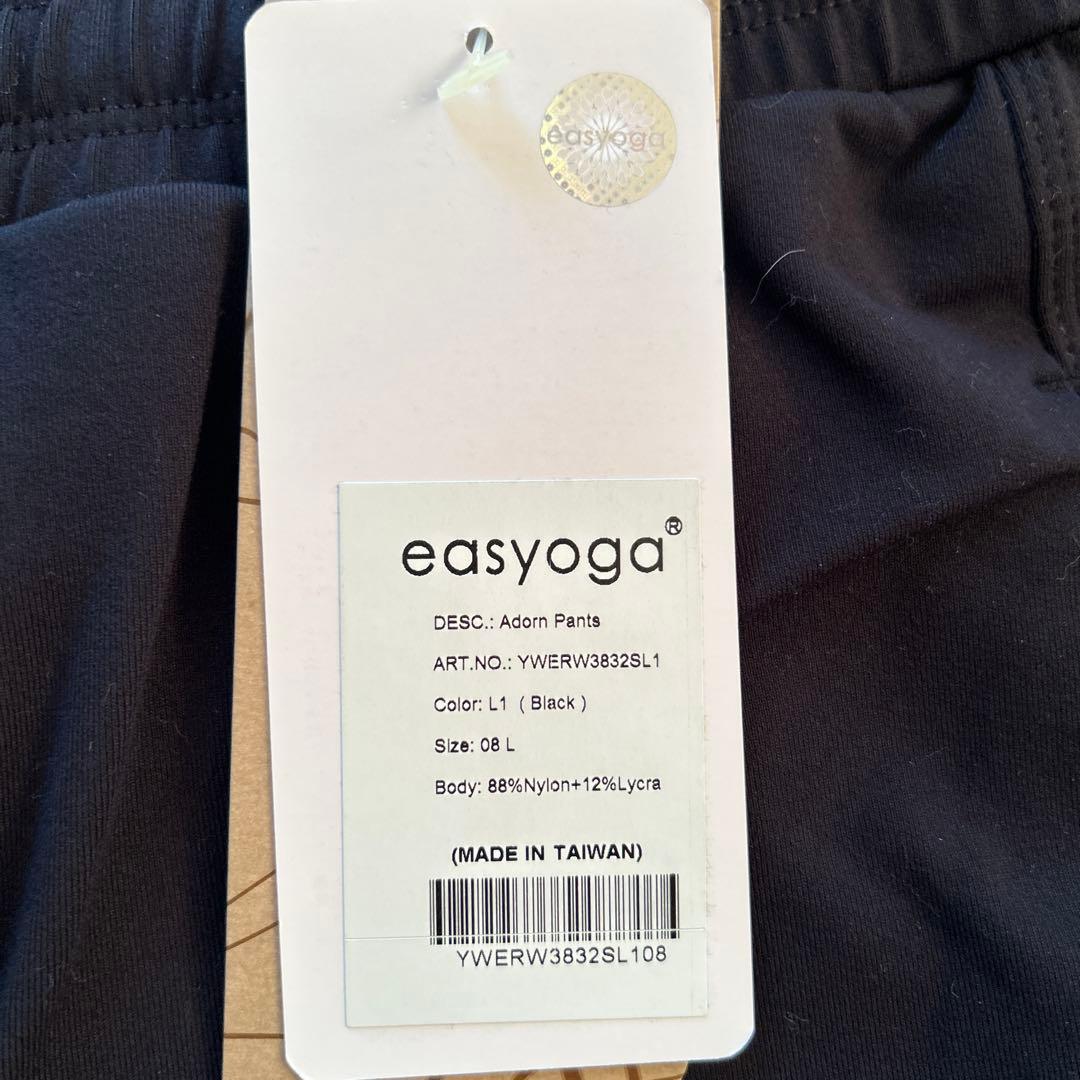 easyoga
easyoga®
DESC.: Adorn Pants
ART.NO.: YWERW3832SL1
Color: L1 ( Black )
Size: 08 L
Body: 88%Nylon+12%Lycra
(MADE IN TAIWAN)
YWERW3832SL108